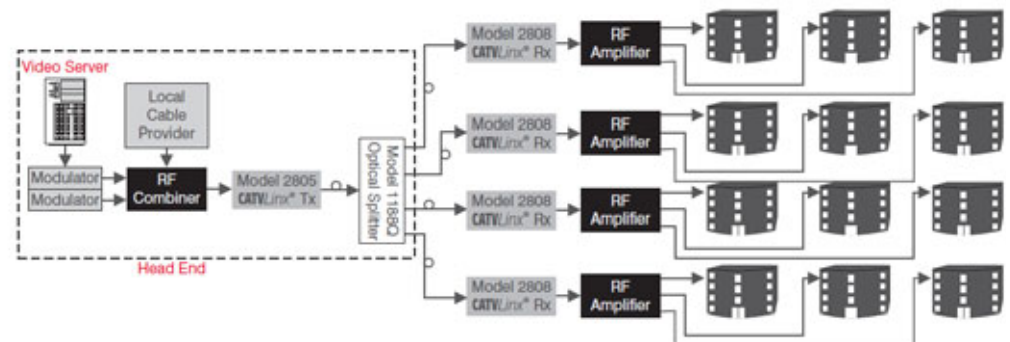 Video Server
Local
Cable
Provider
Modulator
Modulator
RF
Combiner
Model 2805
CATVLinx® Tx
Model 1188Q
Optical Splitter
Head End
Model 2808
CATVLinx® Rx
RF
Amplifier
Model 2808
CATVLinx® Rx
RF
Amplifier
Model 2808
CATVLinx® Rx
RF
Amplifier
Model 2808
CATVLinx® Rx
RF
Amplifier